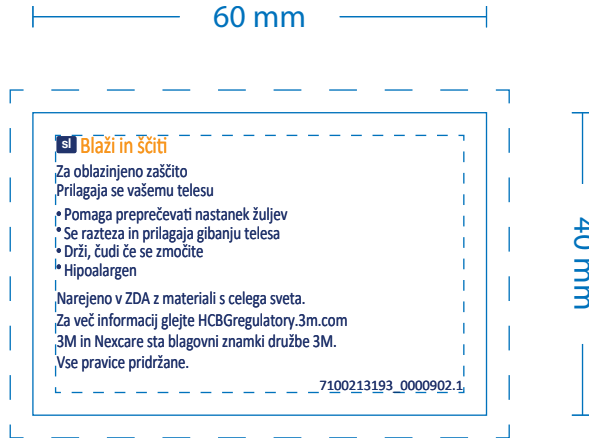 60 mm
sl Blaži in ščiti
Za oblazinjeno zaščito
Prilagaja se vašemu telesu
• Pomaga preprečevati nastanek žuljev
• Se razteza in prilagaja gibanju telesa
• Drži, čudi če se zmočite
• Hipoalargen
Narejeno v ZDA z materiali s celega sveta.
Za več informacij glejte HCBGregulatory.3m.com
3M in Nexcare sta blagovni znamki družbe 3M.
Vse pravice pridržane.
7100213193_0000902.1
40 mm